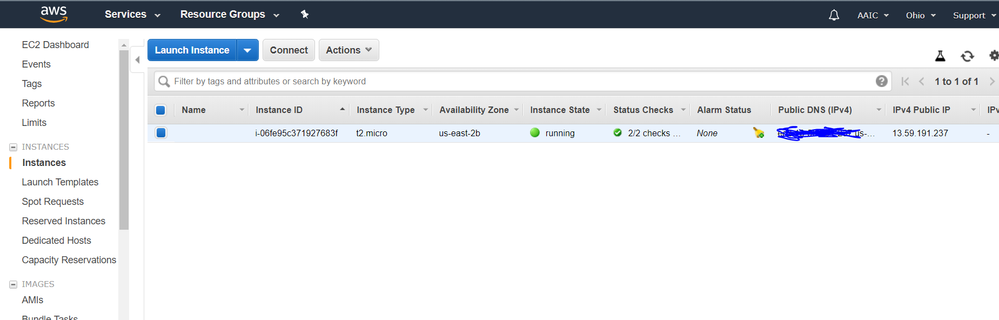 aws Services Resource Groups AAIC Ohio Support
EC2 Dashboard
Events
Tags
Reports
Limits
INSTANCES
Instances
Launch Templates
Spot Requests
Reserved Instances
Dedicated Hosts
Capacity Reservations
IMAGES
AMIs
Bundle Tasks
Launch Instance Connect Actions
Filter by tags and attributes or search by keyword 1 to 1 of 1
Name Instance ID Instance Type Availability Zone Instance State Status Checks Alarm Status Public DNS (IPv4) IPv4 Public IP IPv
i-06fe95c371927683f t2.micro us-east-2b running 2/2 checks ... None us-... 13.59.191.237 -